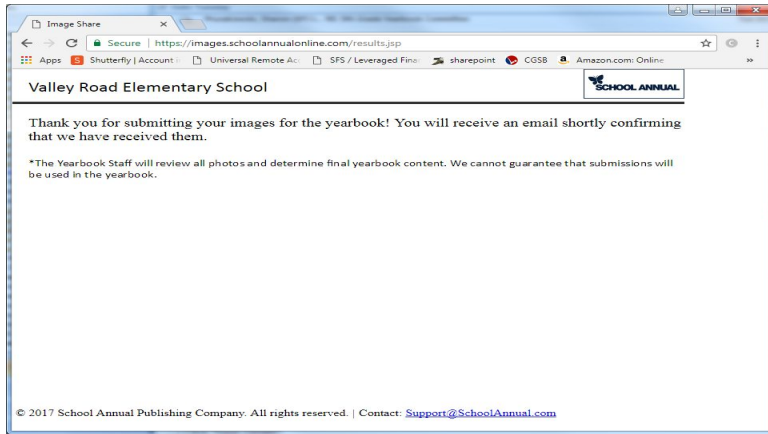 Image Share
Secure | https://images.schoolannualonline.com/results.jsp
Apps S Shutterfly | Account Universal Remote Ac SFS / Leveraged Fina sharepoint CGSB a Amazon.com: Online »
Valley Road Elementary School
SCHOOL ANNUAL
Thank you for submitting your images for the yearbook! You will receive an email shortly confirming
that we have received them.
*The Yearbook Staff will review all photos and determine final yearbook content. We cannot guarantee that submissions will
be used in the yearbook.
© 2017 School Annual Publishing Company. All rights reserved. | Contact: Support@SchoolAnnual.com